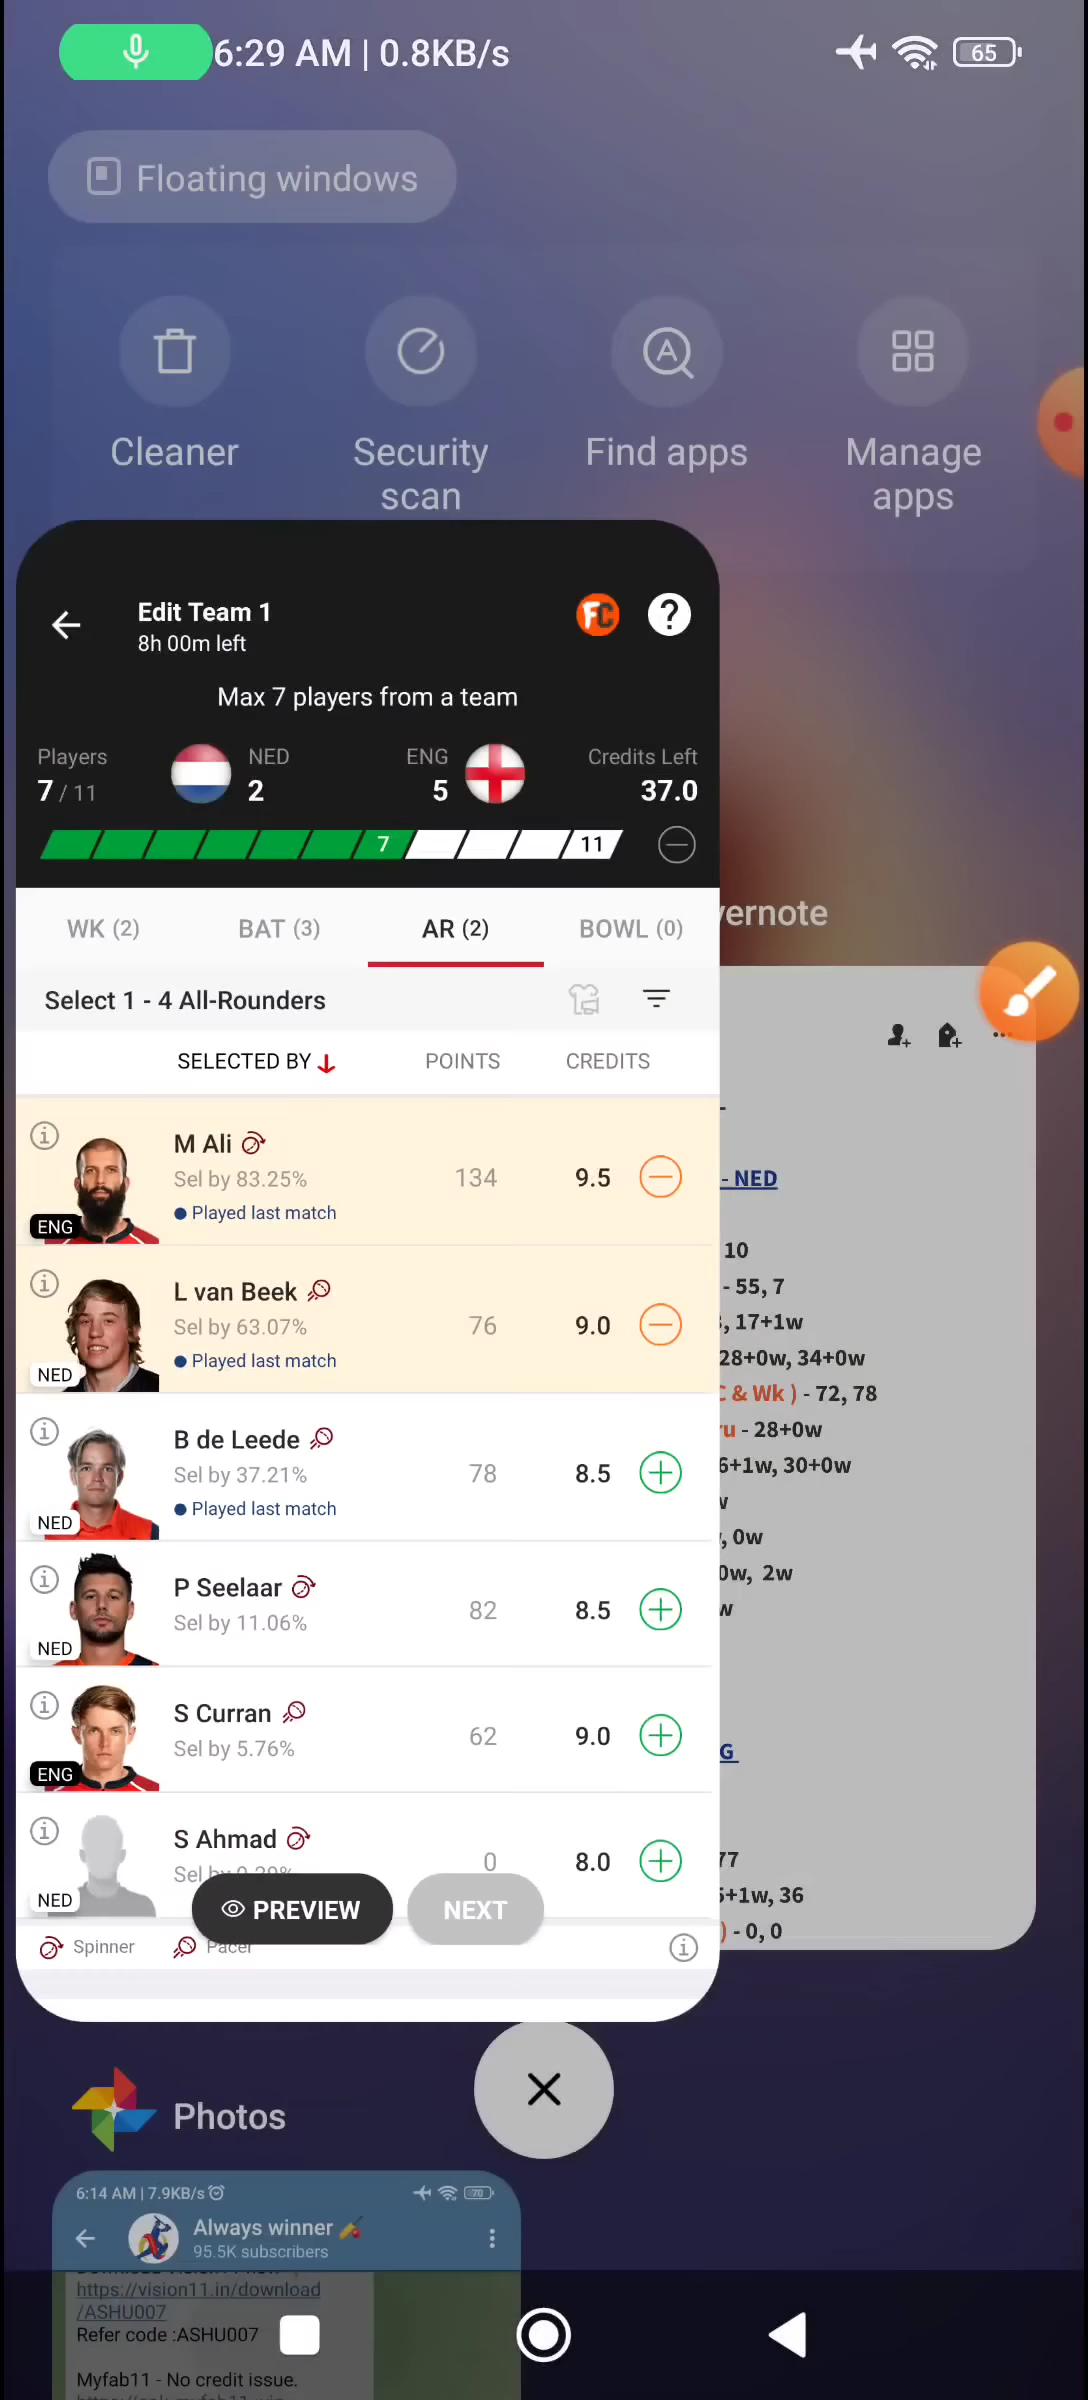 6:29 AM | 0.8KB/s
65
Floating windows
Cleaner
Security scan
Find apps
Manage apps
Edit Team 1
8h 00m left
FC
?
Max 7 players from a team
Players
7 / 11
NED
2
ENG
5
Credits Left
37.0
7
11
WK (2)
BAT (3)
AR (2)
BOWL (0)
Select 1 - 4 All-Rounders
SELECTED BY
POINTS
CREDITS
M Ali
Sel by 83.25%
Played last match
134
9.5
ENG
L van Beek
Sel by 63.07%
Played last match
76
9.0
NED
B de Leede
Sel by 37.21%
Played last match
78
8.5
NED
P Seelaar
Sel by 11.06%
82
8.5
NED
S Curran
Sel by 5.76%
62
9.0
ENG
S Ahmad
Sel
0
8.0
NED
PREVIEW
NEXT
Spinner
Pacer
vernote
- NED
10
- 55, 7
, 17+1w
28+0w, 34+0w
C & Wk ) - 72, 78
ru - 28+0w
6+1w, 30+0w
, 0w
0w, 2w
w
G
77
5+1w, 36
) - 0, 0
Photos
6:14 AM | 7.9KB/s
70
Always winner
95.5K subscribers
https://vision11.in/download
/ASHU007
Refer code :ASHU007
Myfab11 - No credit issue.